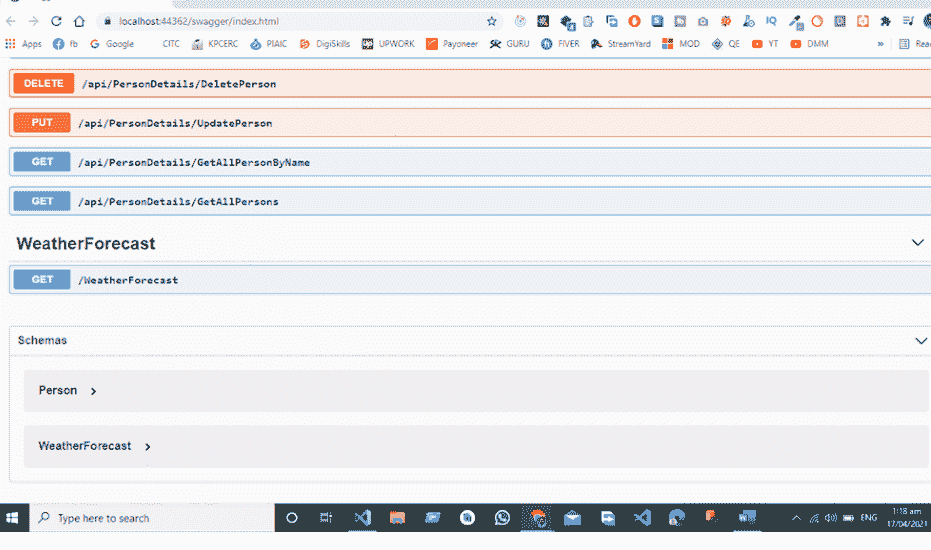 localhost:44362/swagger/index.html
Apps fb Google CITC KPCERC PIAIC DigiSkills UPWORK Payoneer GURU FIVER StreamYard MOD QE YT DMM » Rea
DELETE /api/PersonDetails/DeletePerson
PUT /api/PersonDetails/UpdatePerson
GET /api/PersonDetails/GetAllPersonByName
GET /api/PersonDetails/GetAllPersons
WeatherForecast
GET /WeatherForecast
Schemas
Person
WeatherForecast
Type here to search
ENG
1:18 am
17/04/2021